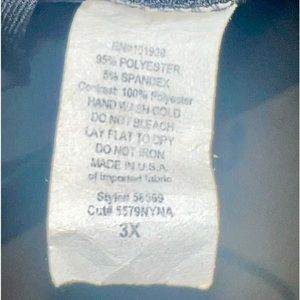 RN#101939
95% POLYESTER
5% SPANDEX
Contrast: 100% Polyester
HAND WASH COLD
DO NOT BLEACH
LAY FLAT TO DRY
DO NOT IRON
MADE IN U.S.A.
of imported fabric
Style# 58569
Cut# 5579NYMA
3X